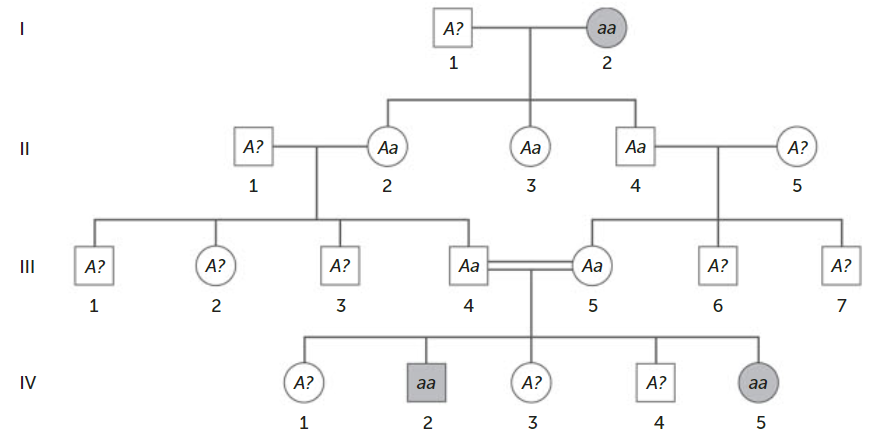 I A? aa
1 2
II A? Aa Aa Aa A?
1 2 3 4 5
III A? A? A? Aa Aa A? A?
1 2 3 4 5 6 7
IV A? aa A? A? aa
1 2 3 4 5